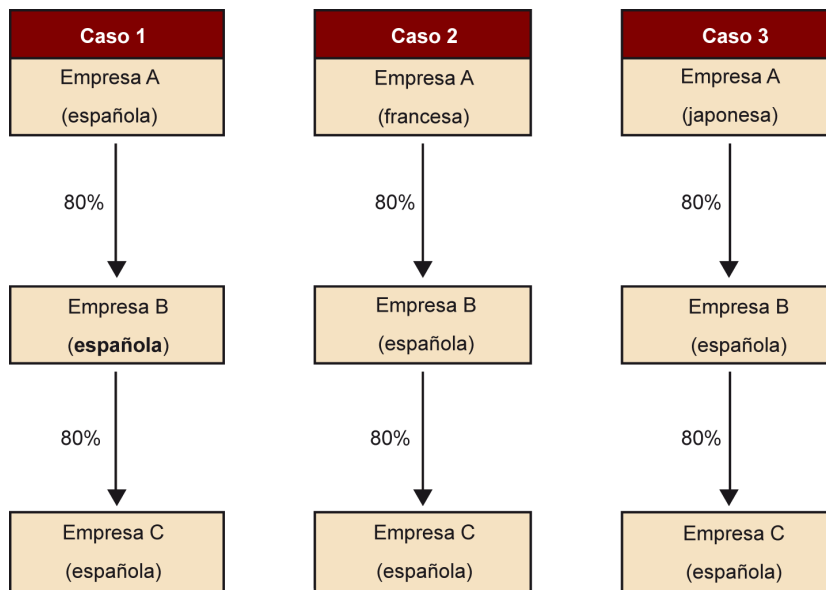 Caso 1
Empresa A
(española)
80%
Empresa B
(española)
80%
Empresa C
(española)
Caso 2
Empresa A
(francesa)
80%
Empresa B
(española)
80%
Empresa C
(española)
Caso 3
Empresa A
(japonesa)
80%
Empresa B
(española)
80%
Empresa C
(española)